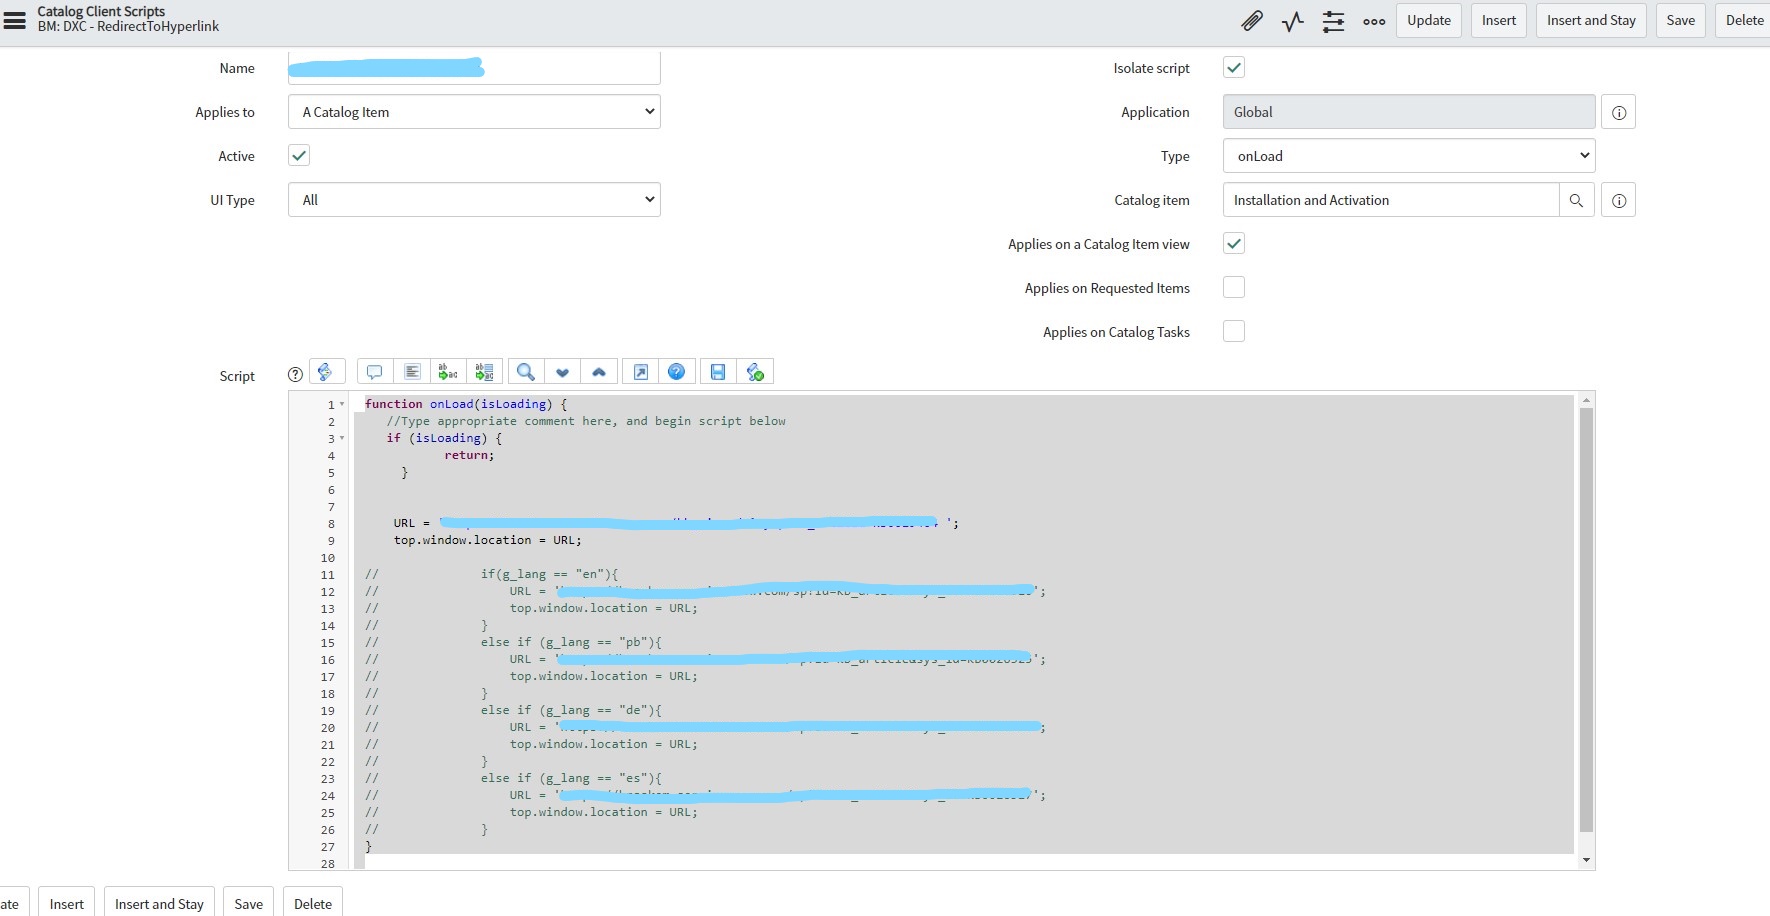 Catalog Client Scripts
BM: DXC - RedirectToHyperlink
Update
Insert
Insert and Stay
Save
Delete
Name
Isolate script
Applies to
A Catalog Item
Application
Global
Active
Type
onLoad
UI Type
All
Catalog item
Installation and Activation
Applies on a Catalog Item view
Applies on Requested Items
Applies on Catalog Tasks
Script
1 function onLoad(isLoading) {
2 //Type appropriate comment here, and begin script below
3 if (isLoading) {
4 return;
5 }
6
7
8 URL = ';
9 top.window.location = URL;
10
11 // if(g_lang == "en"){
12 // URL = ';
13 // top.window.location = URL;
14 // }
15 // else if (g_lang == "pb"){
16 // URL = ';
17 // top.window.location = URL;
18 // }
19 // else if (g_lang == "de"){
20 // URL = ;
21 // top.window.location = URL;
22 // }
23 // else if (g_lang == "es"){
24 // URL = ';
25 // top.window.location = URL;
26 // }
27 }
28
ate
Insert
Insert and Stay
Save
Delete